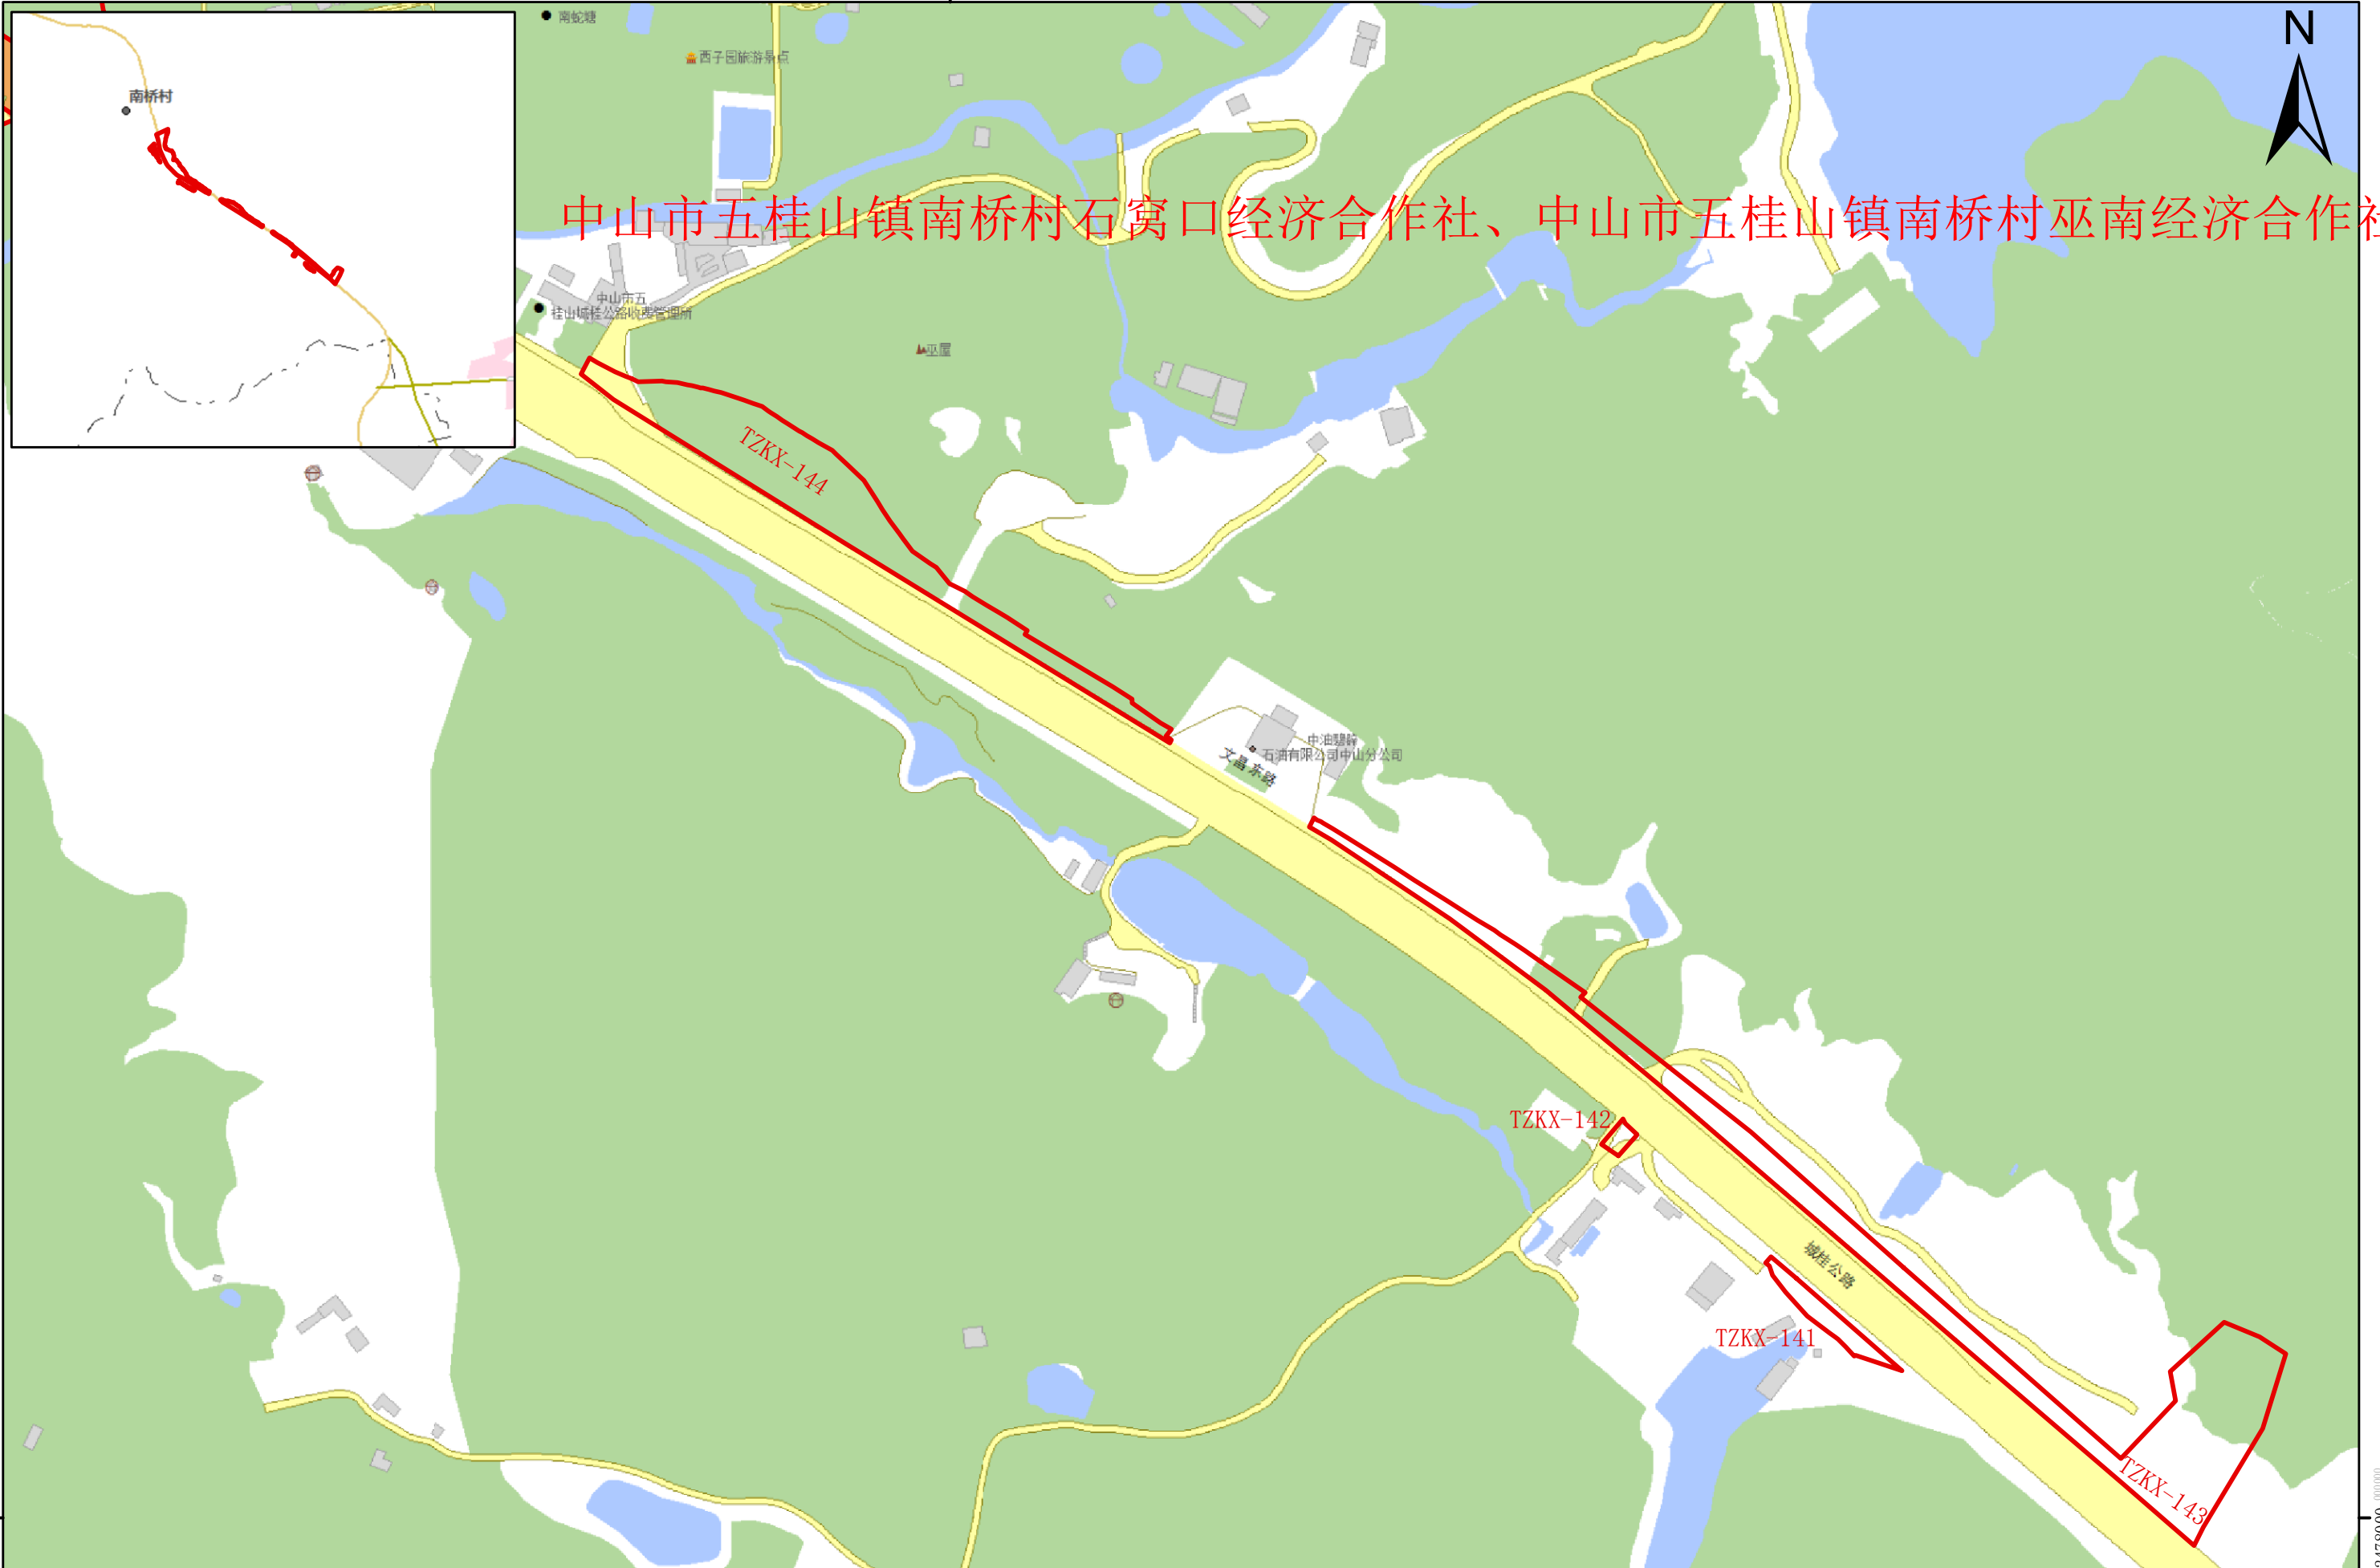 南蛇塘
N
西子园旅游景点
南桥村
中山市五桂山镇南桥村石窝口经济合作社、中山市五桂山镇南桥村巫南经济合作社
中山市五
桂山城桂公路收费管理所
巫屋
TZKX-144
中油碧辟
石油有限公司中山分公司
文昌东路
TZKX-142
城桂公路
TZKX-141
TZKX-143